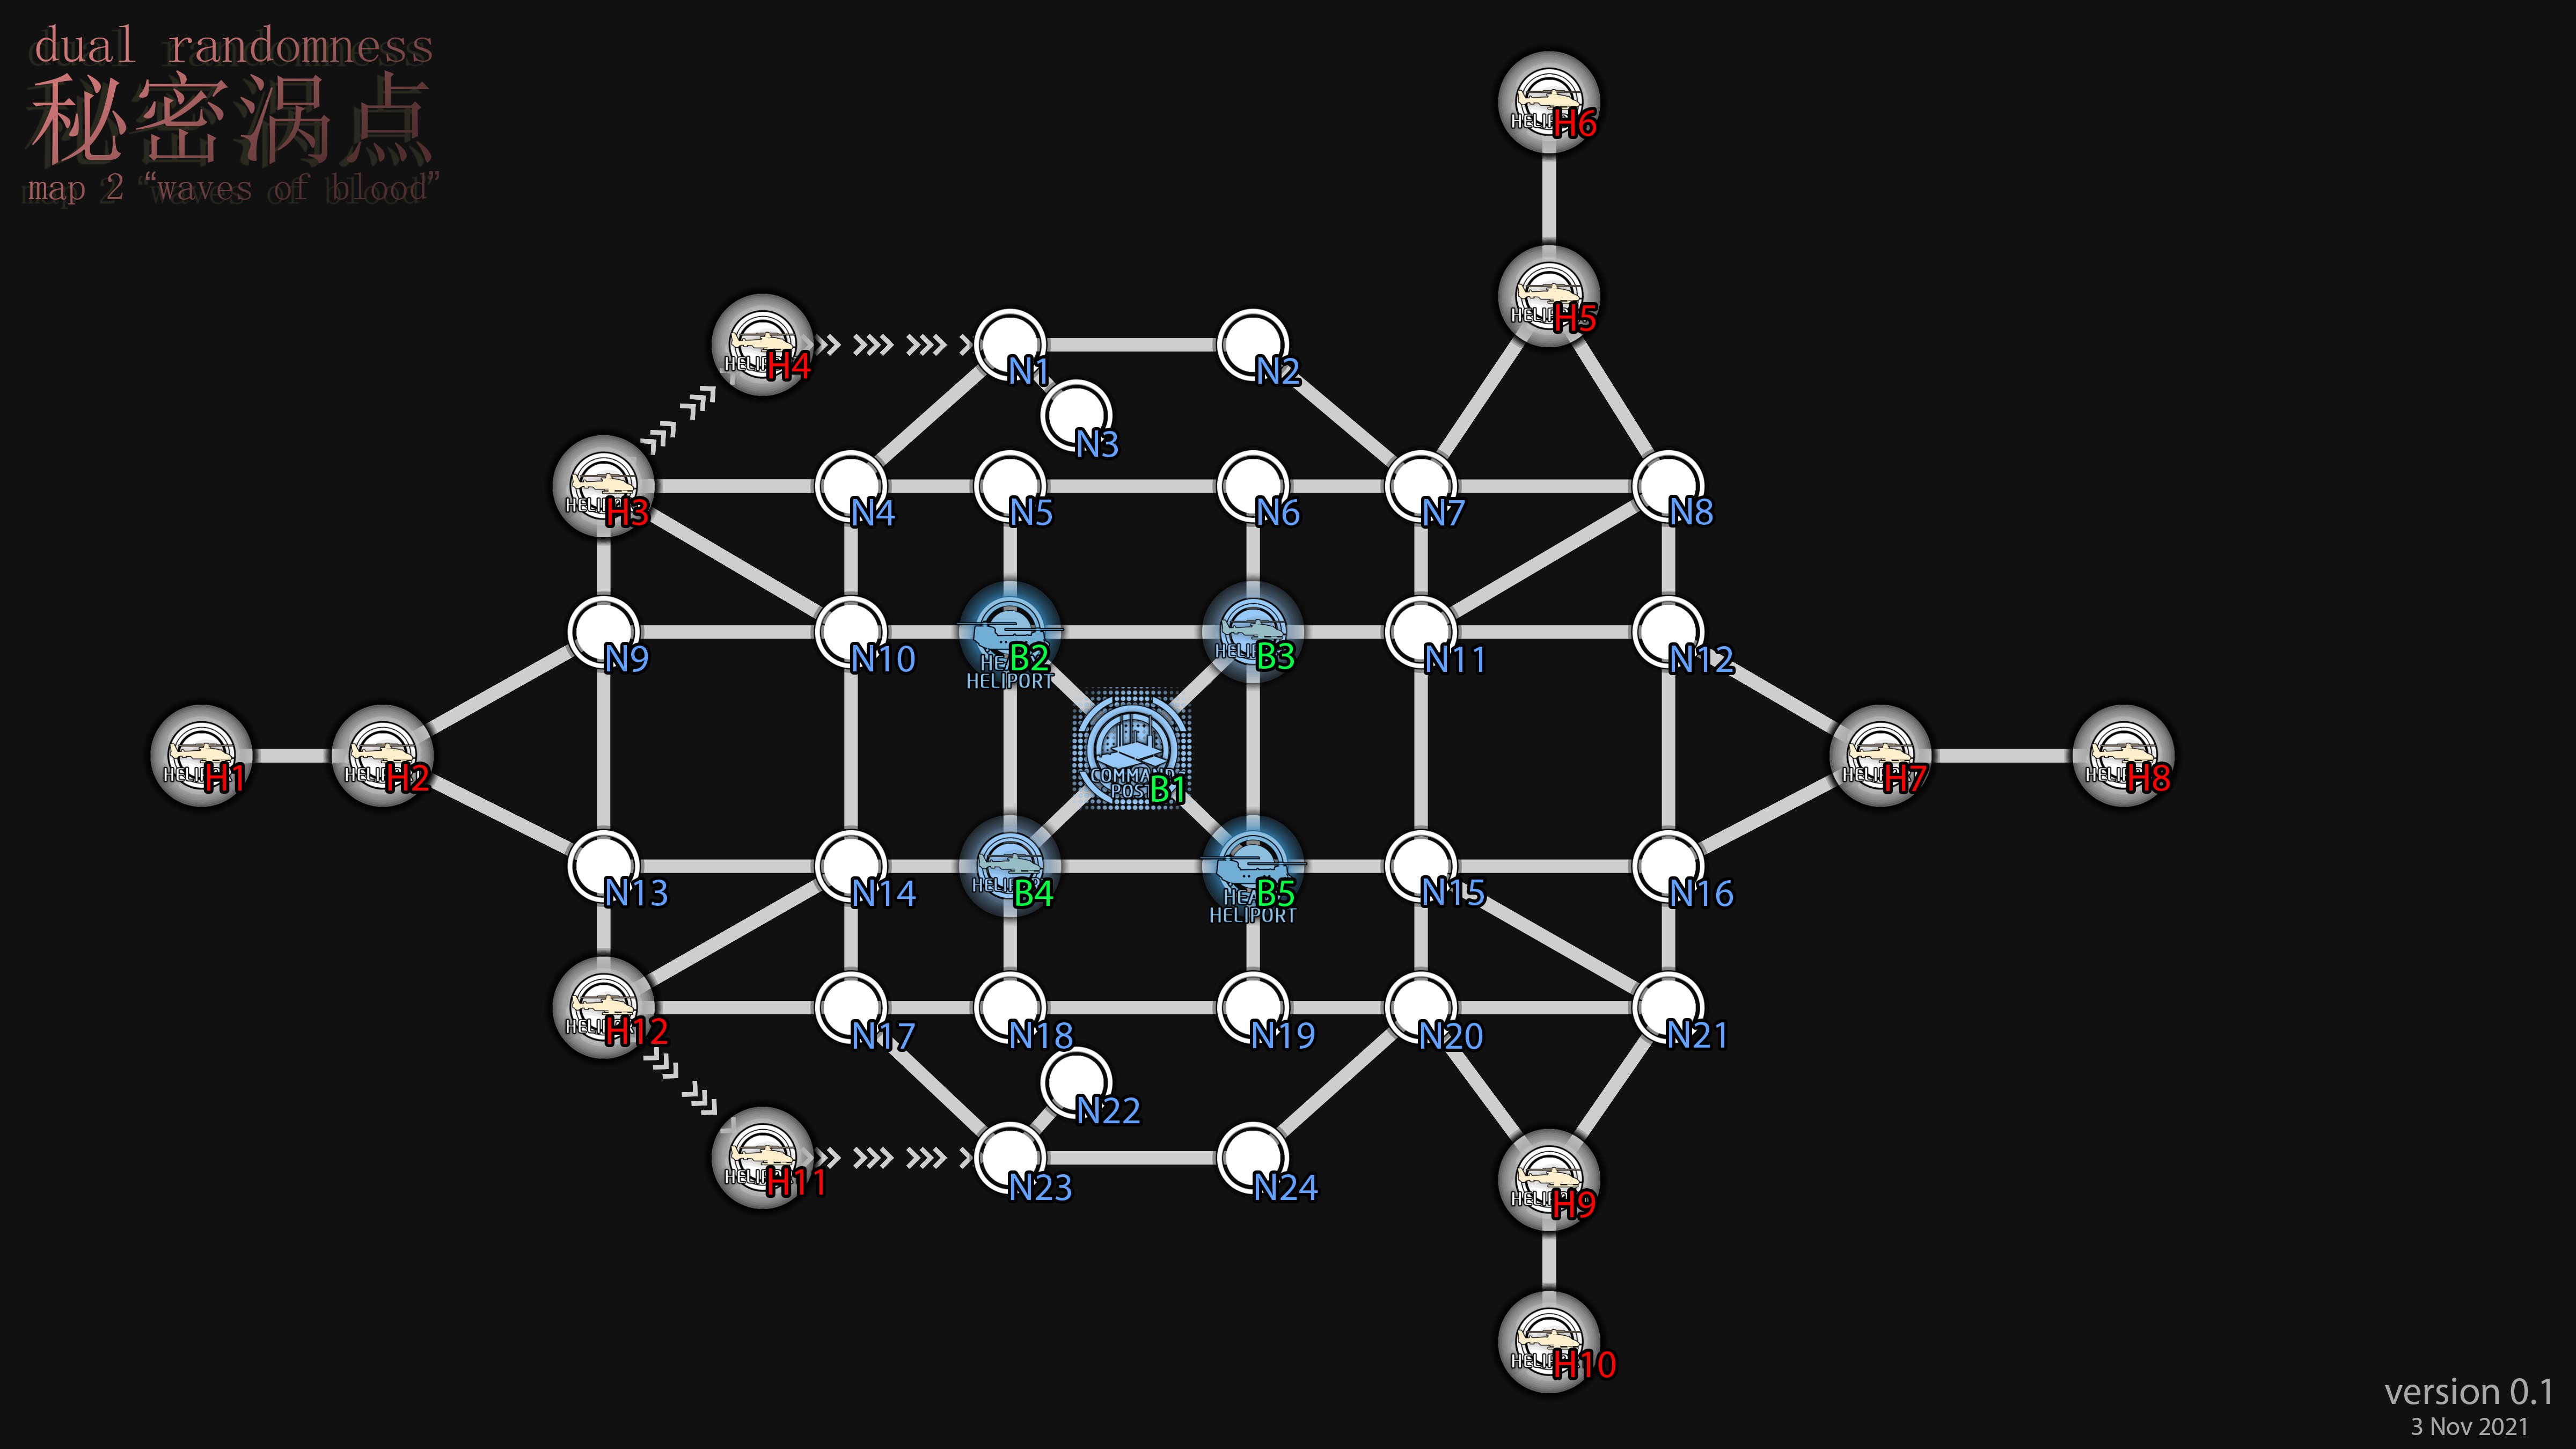 dual randomness
秘密涡点
map 2 “waves of blood”
H6
H5
H4
N1
N2
N3
H3
N4
N5
N6
N7
N8
N9
N10
B2
HELIPORT
B3
N11
N12
H1
H2
COMMAND
POST
B1
H7
H8
N13
N14
B4
B5
HELIPORT
N15
N16
H12
N17
N18
N19
N20
N21
N22
H11
N23
N24
H9
H10
version 0.1
3 Nov 2021